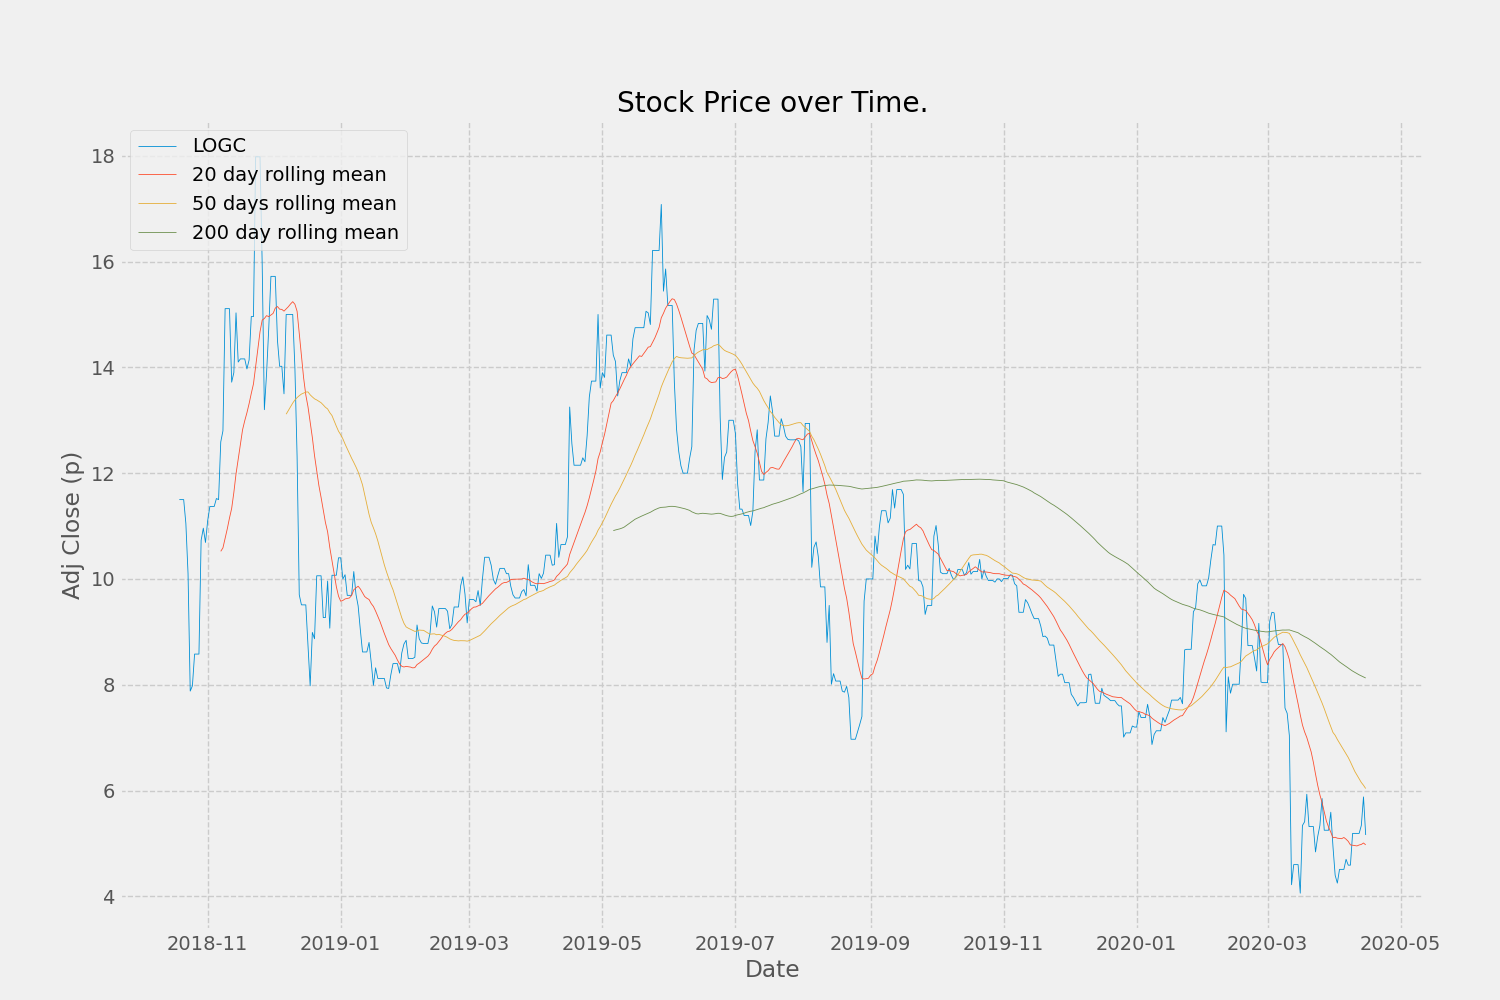 Stock Price over Time.
LOGC
20 day rolling mean
50 days rolling mean
200 day rolling mean
Adj Close (p)
18
16
14
12
10
8
6
4
2018-11 2019-01 2019-03 2019-05 2019-07 2019-09 2019-11 2020-01 2020-03 2020-05
Date